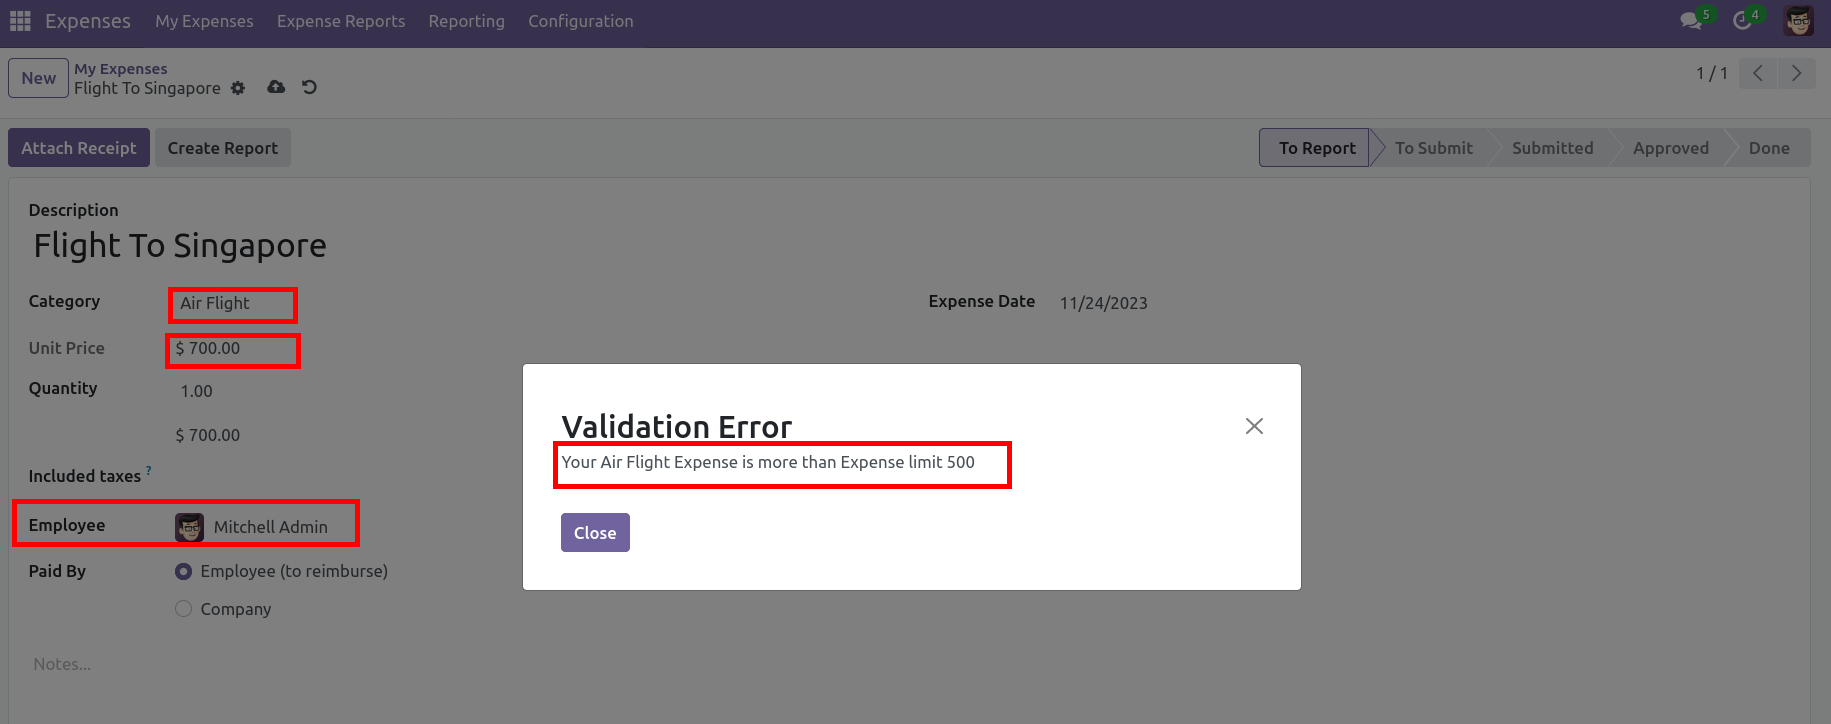 Expenses My Expenses Expense Reports Reporting Configuration 5 4
New My Expenses
Flight To Singapore
1 / 1
Attach Receipt Create Report To Report To Submit Submitted Approved Done
Description
Flight To Singapore
Category Air Flight Expense Date 11/24/2023
Unit Price $ 700.00
Quantity 1.00
$ 700.00
Included taxes ?
Employee Mitchell Admin
Paid By Employee (to reimburse)
Company
Notes...
Validation Error
Your Air Flight Expense is more than Expense limit 500
Close